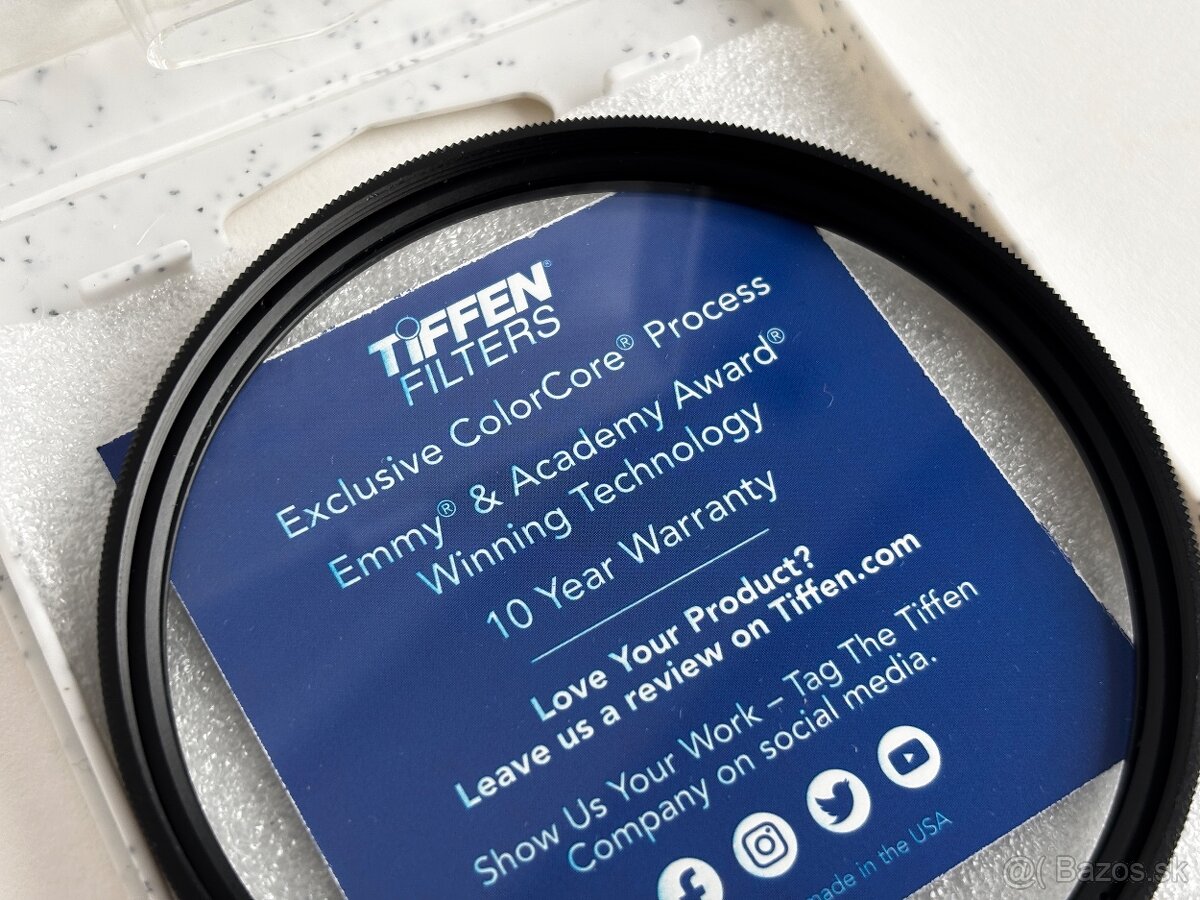 TiFFEN®
FILTERS
Exclusive ColorCore® Process
Emmy® & Academy Award®
Winning Technology
10 Year Warranty
Love Your Product?
Leave us a review on Tiffen.com
Show Us Your Work – Tag The Tiffen
Company on social media.
made in the USA
@( Bazos.sk